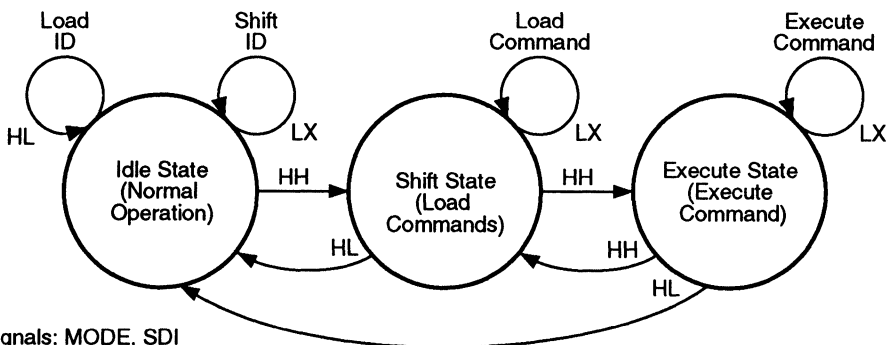 Load
ID
Shift
ID
Load
Command
Execute
Command
HL
LX
LX
LX
Idle State
(Normal
Operation)
HH
Shift State
(Load
Commands)
HH
Execute State
(Execute
Command)
HL
HH
HL
gnals: MODE, SDI